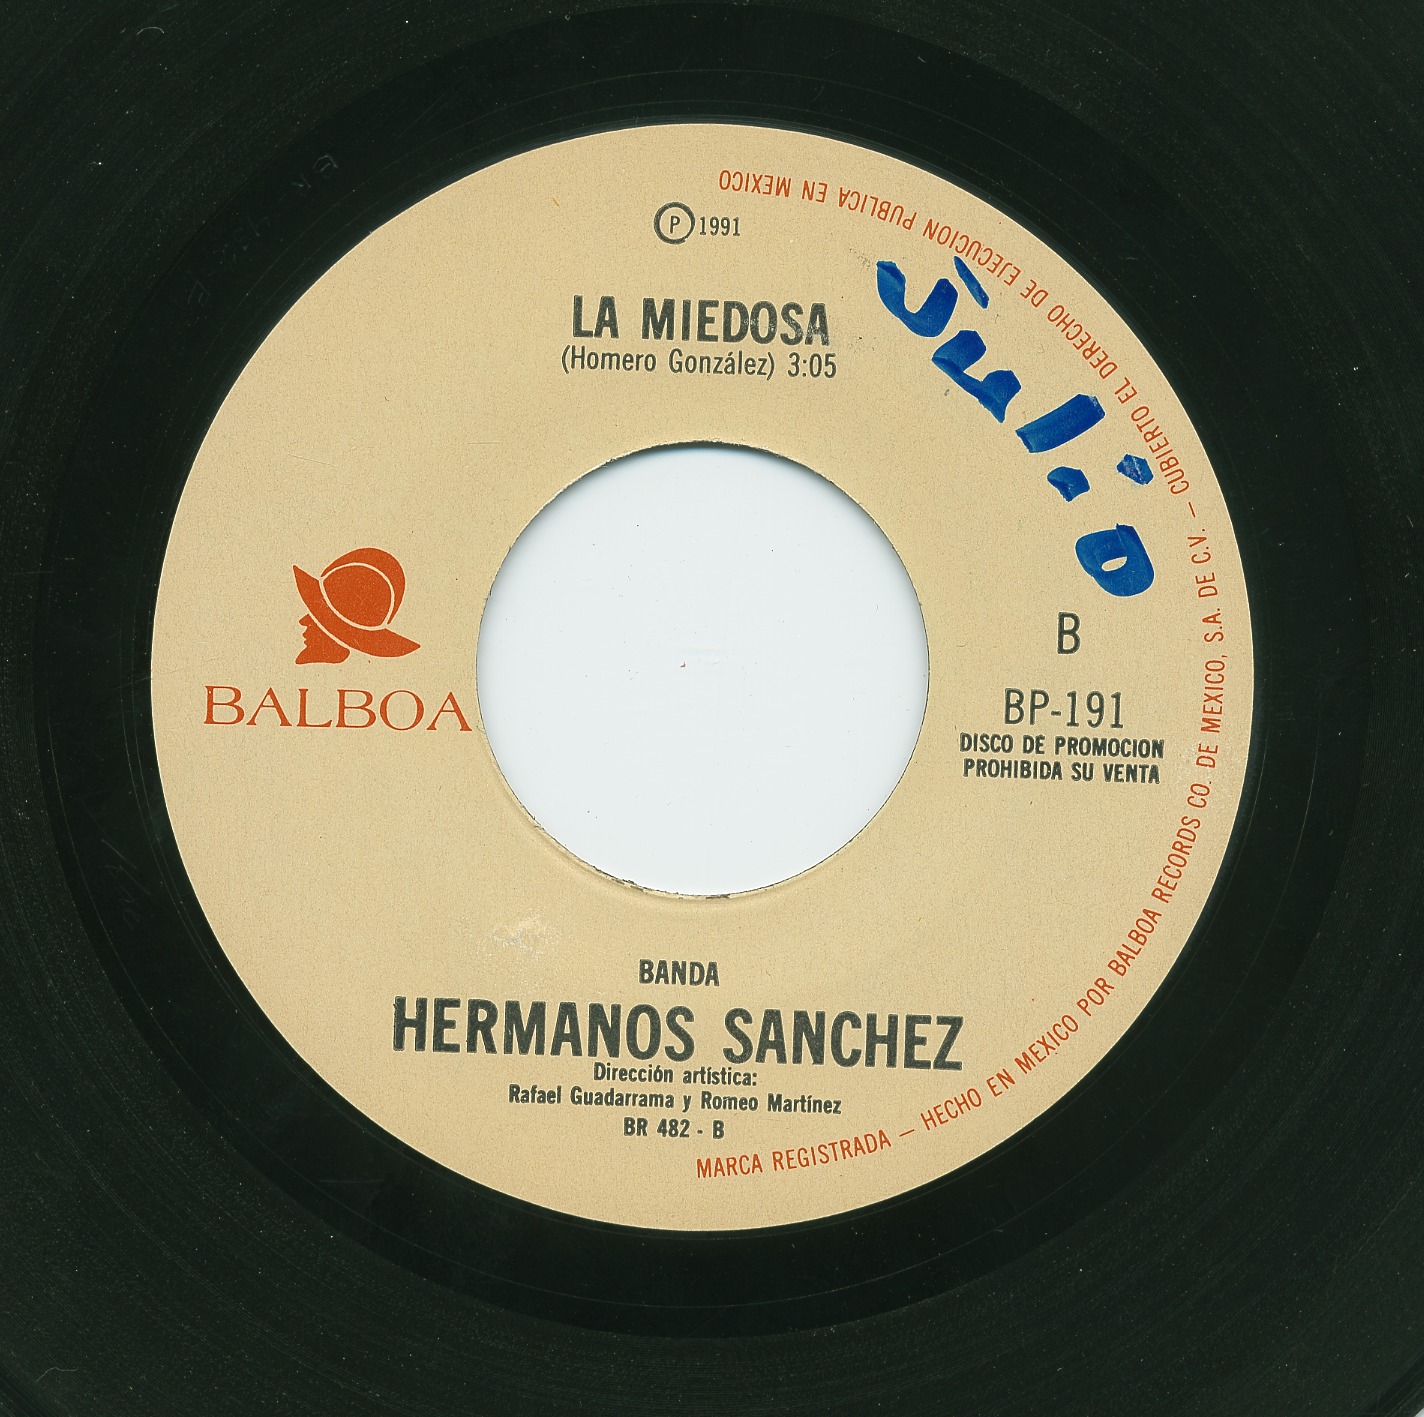 Ⓟ 1991
LA MIEDOSA
(Homero González) 3:05
Julio
BALBOA
B
BP-191
DISCO DE PROMOCION
PROHIBIDA SU VENTA
BANDA
HERMANOS SANCHEZ
Dirección artística:
Rafael Guadarrama y Romeo Martínez
BR 482 - B
MARCA REGISTRADA — HECHO EN MEXICO POR BALBOA RECORDS CO. DE MEXICO, S.A. DE C.V. — CUBIERTO EL DERECHO DE EJECUCION PUBLICA EN MEXICO